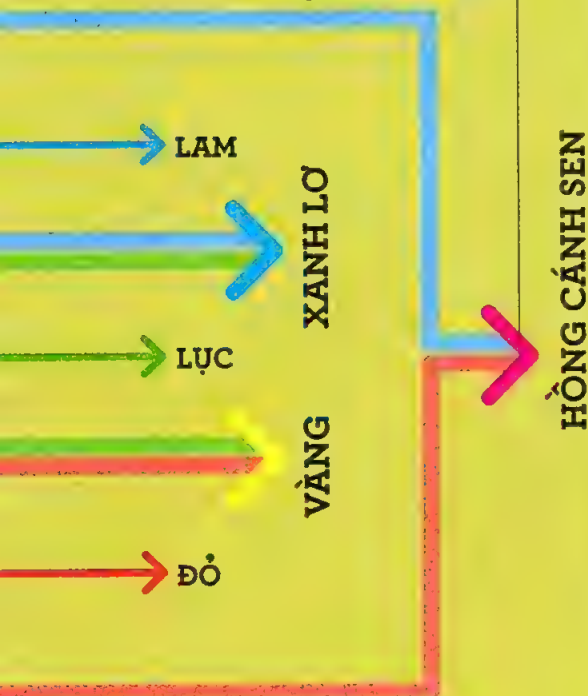 LAM
XANH LƠ
LỤC
VÀNG
ĐỎ
HỒNG CÁNH SEN